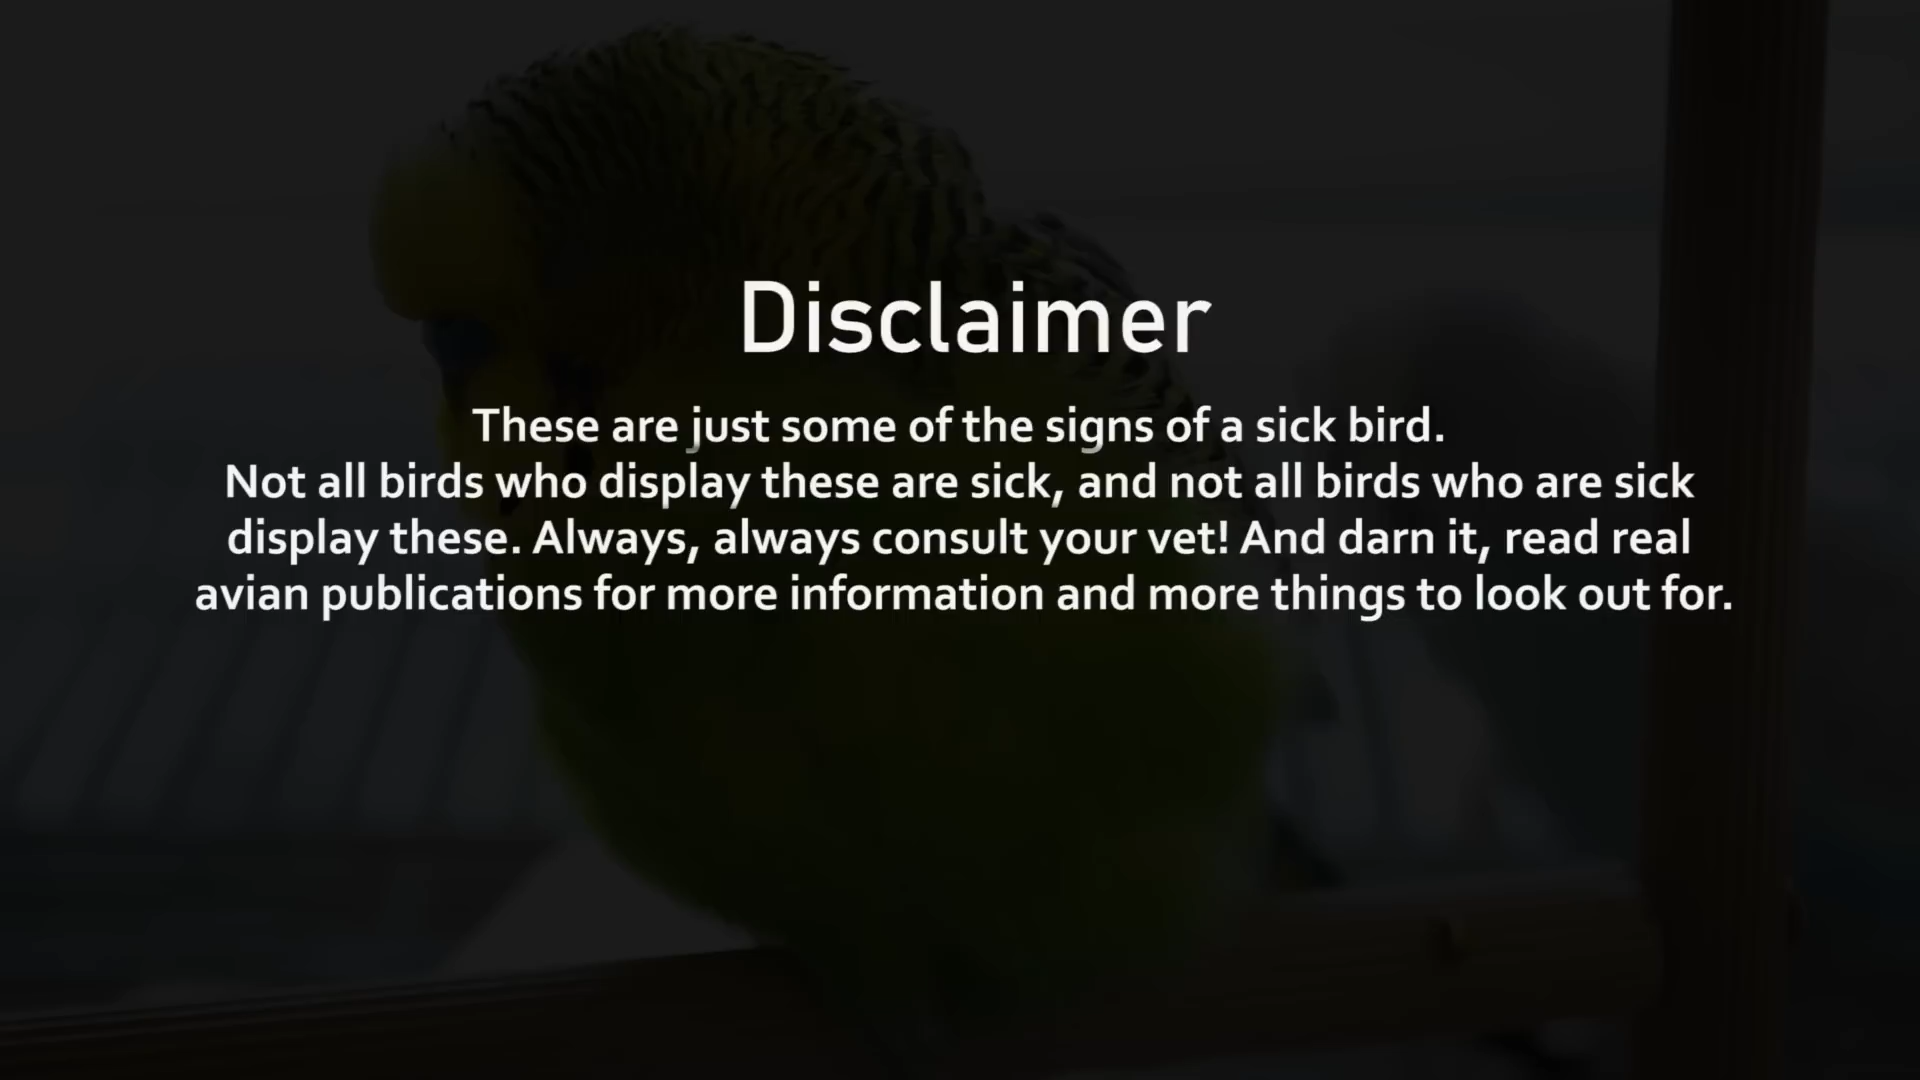 Disclaimer
These are just some of the signs of a sick bird.
Not all birds who display these are sick, and not all birds who are sick
display these. Always, always consult your vet! And darn it, read real
avian publications for more information and more things to look out for.